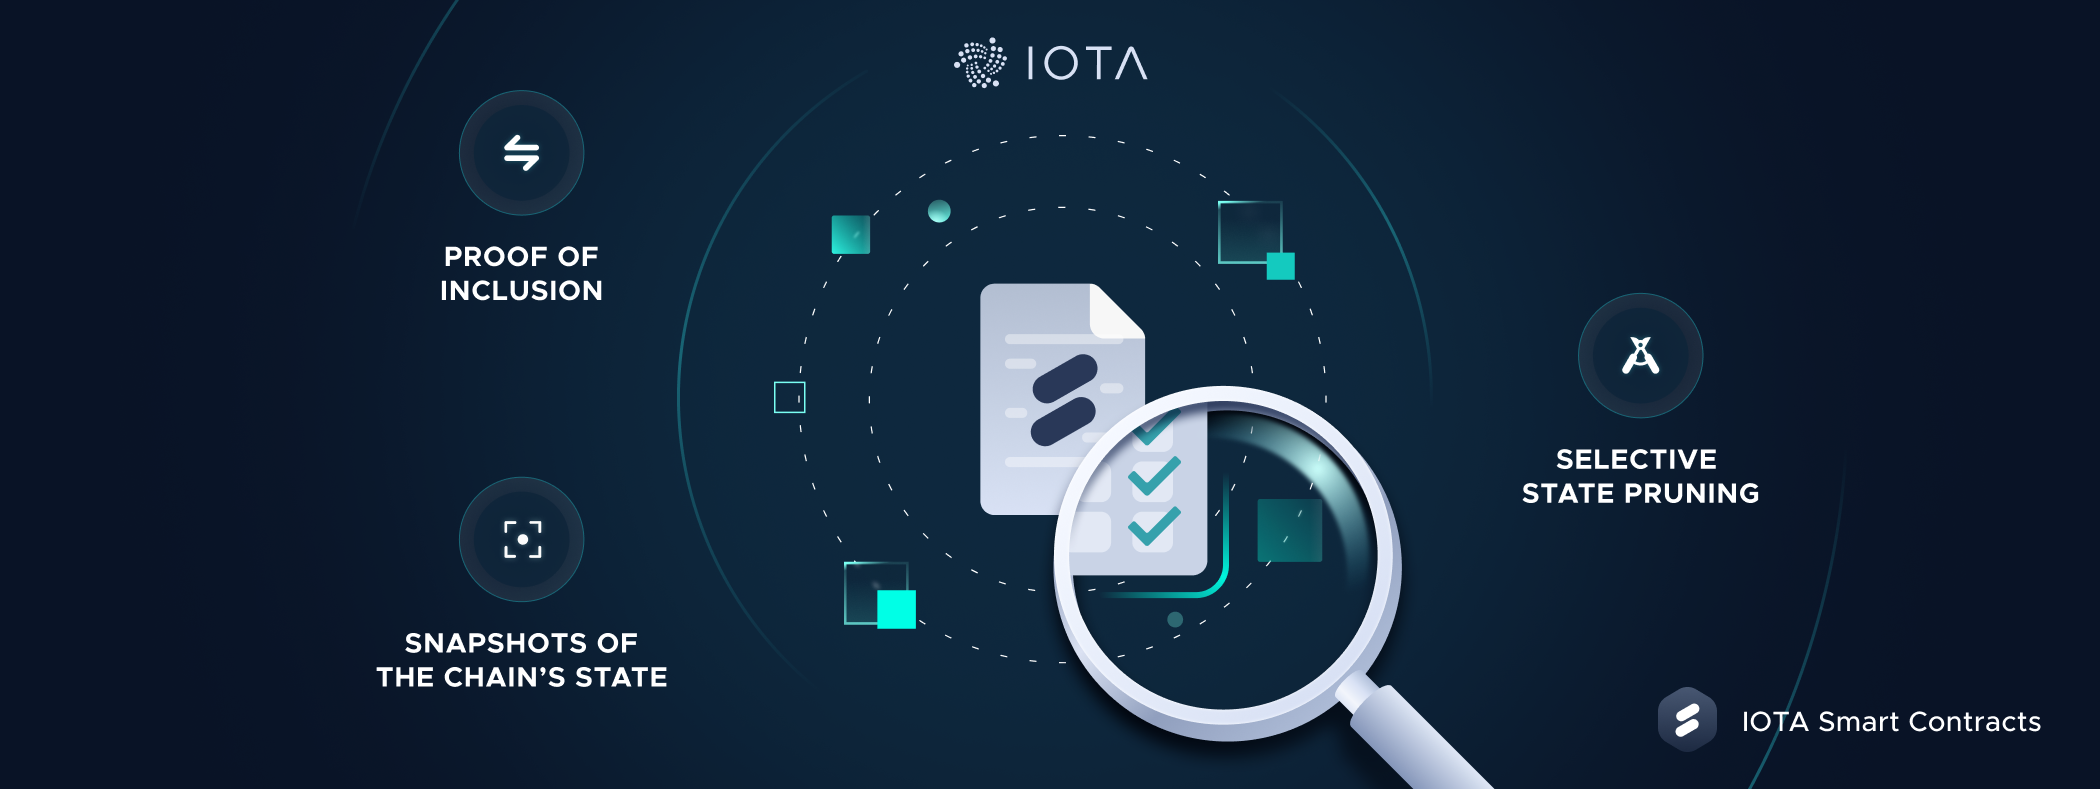 IOTA
PROOF OF
INCLUSION
SNAPSHOTS OF
THE CHAIN'S STATE
SELECTIVE
STATE PRUNING
IOTA Smart Contracts